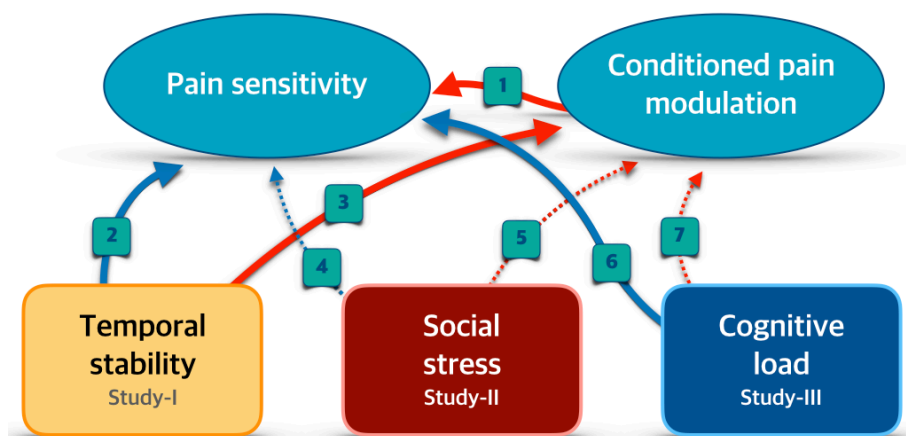 Pain sensitivity
Conditioned pain
modulation
1
2
3
4
5
6
7
Temporal
stability
Study-I
Social
stress
Study-II
Cognitive
load
Study-III